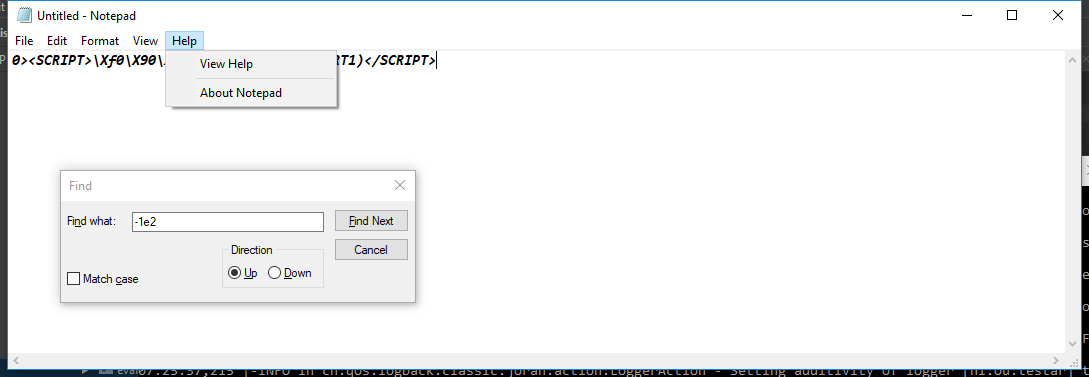 Untitled - Notepad
File Edit Format View Help
0><SCRIPT>\Xf0\X90\ RT1)</SCRIPT>
View Help
About Notepad
Find
Find what: -1e2 Find Next
Direction Cancel
Up Down
Match case
eval07:25:37,215 |-INFO in ch.qos.logback.classic.joran.action.LoggerAction - Setting additivity of logger [nl.ou.testar]